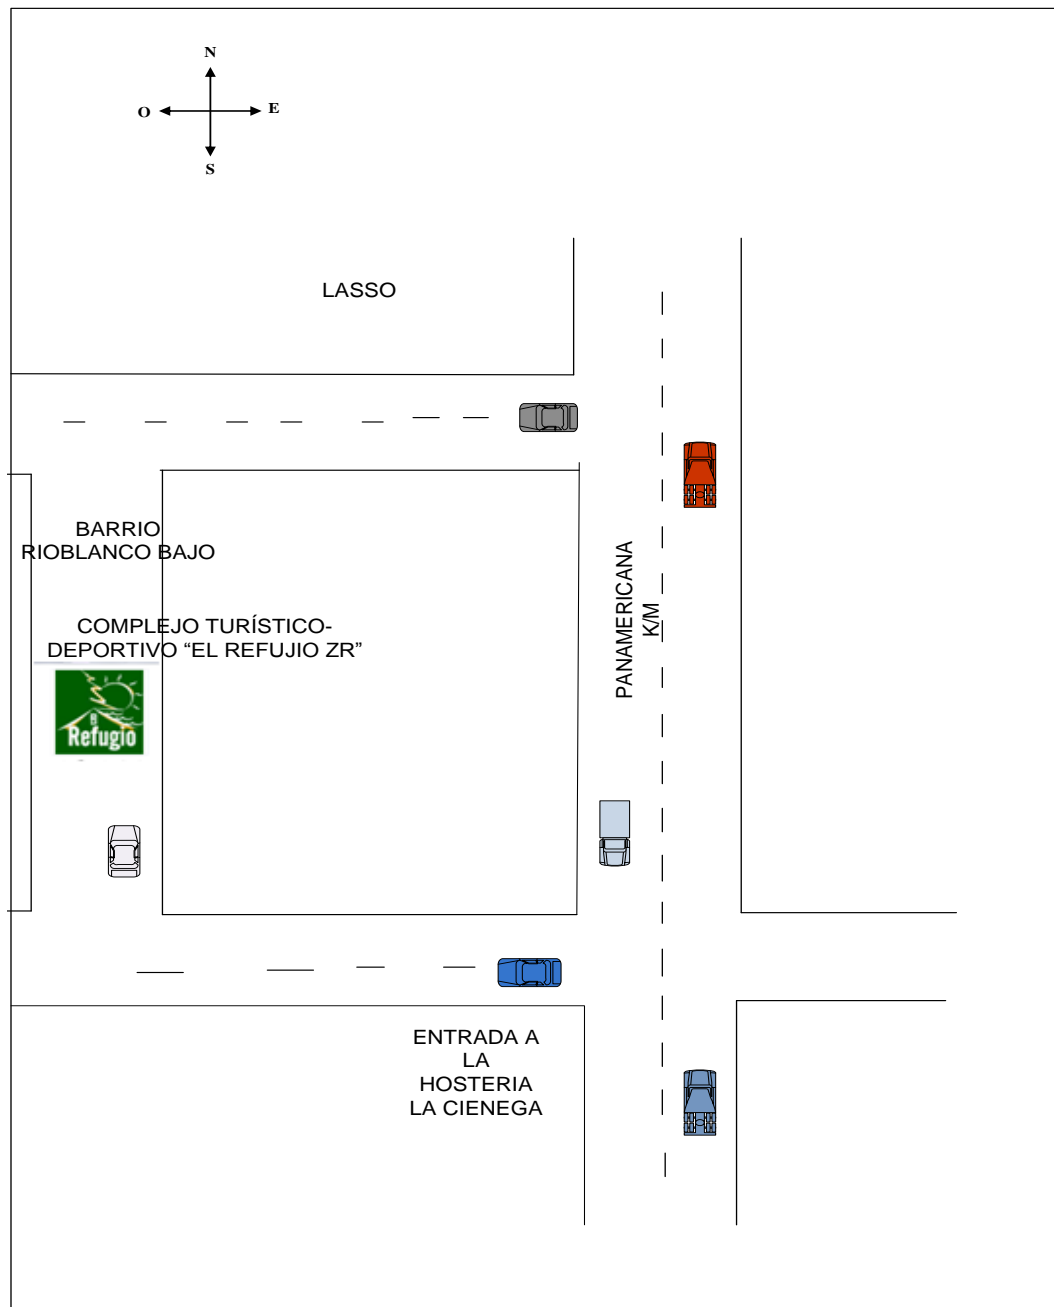 N
O
E
S
LASSO
BARRIO
RIOBLANCO BAJO
COMPLEJO TURÍSTICO-
DEPORTIVO “EL REFUJIO ZR”
El
Refugio
PANAMERICANA
K/M
ENTRADA A
LA
HOSTERIA
LA CIENEGA